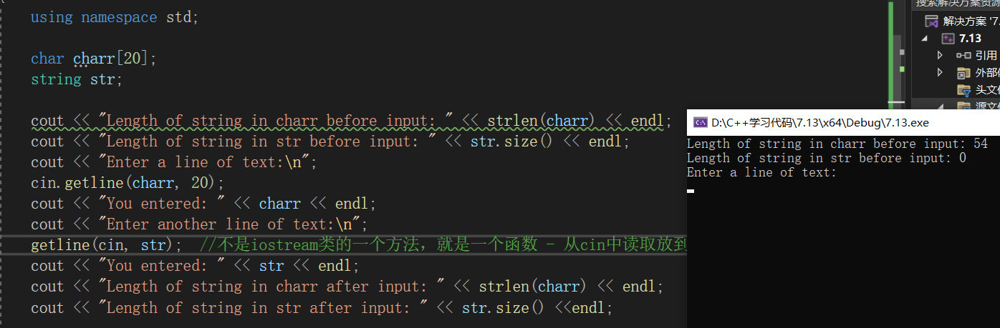 using namespace std;
char charr[20];
string str;
cout << "Length of string in charr before input: " << strlen(charr) << endl;
cout << "Length of string in str before input: " << str.size() << endl;
cout << "Enter a line of text:\n";
cin.getline(charr, 20);
cout << "You entered: " << charr << endl;
cout << "Enter another line of text:\n";
getline(cin, str);  //不是iostream类的一个方法，就是一个函数 - 从cin中读取放到
cout << "You entered: " << str << endl;
cout << "Length of string in charr after input: " << strlen(charr) << endl;
cout << "Length of string in str after input: " << str.size() <<endl;
搜索解决方案资源
解决方案 '7.
7.13
引用
外部
头文
源文
D:\C++学习代码\7.13\x64\Debug\7.13.exe
Length of string in charr before input: 54
Length of string in str before input: 0
Enter a line of text: